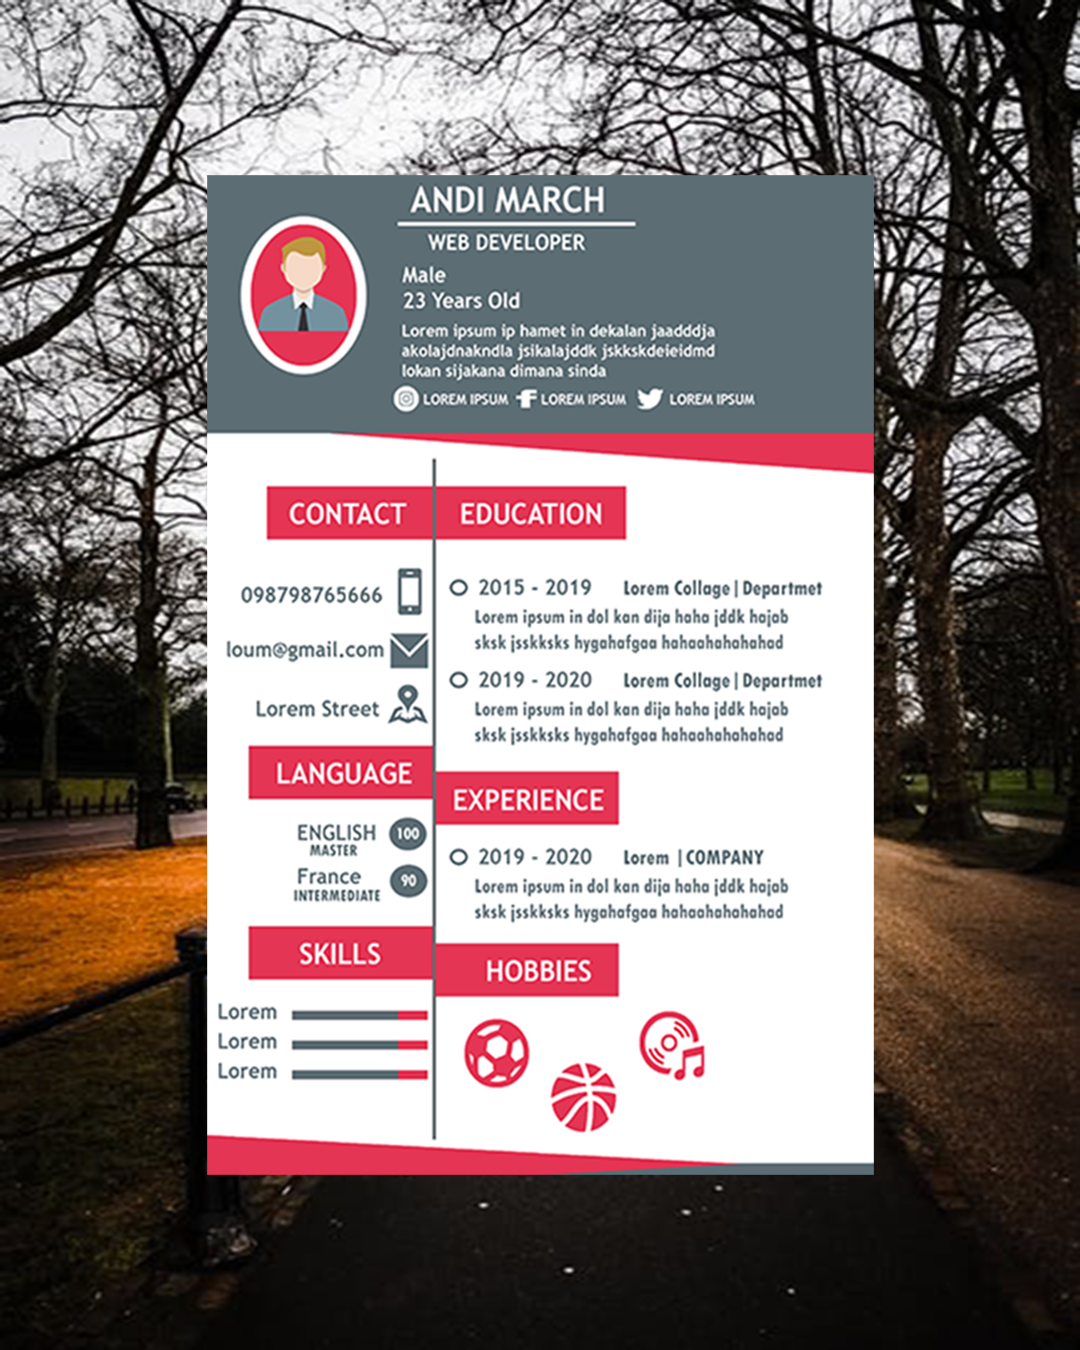 ANDI MARCH
WEB DEVELOPER
Male
23 Years Old
Lorem ipsum ip hamet in dekalan jaadddja
akolajdnakndla jsikalajddk jskkskdeieidmd
lokan sijakana dimana sinda
LOREM IPSUM LOREM IPSUM LOREM IPSUM
CONTACT
098798765666
loum@gmail.com
Lorem Street
LANGUAGE
ENGLISH 100
MASTER
France 90
INTERMEDIATE
SKILLS
Lorem
Lorem
Lorem
EDUCATION
2015 - 2019 Lorem Collage|Departmet
Lorem ipsum in dol kan dija haha jddk hajab
sksk jsskksks hygahafgaa hahaahahahahad
2019 - 2020 Lorem Collage|Departmet
Lorem ipsum in dol kan dija haha jddk hajab
sksk jsskksks hygahafgaa hahaahahahahad
EXPERIENCE
2019 - 2020 Lorem |COMPANY
Lorem ipsum in dol kan dija haha jddk hajab
sksk jsskksks hygahafgaa hahaahahahahad
HOBBIES